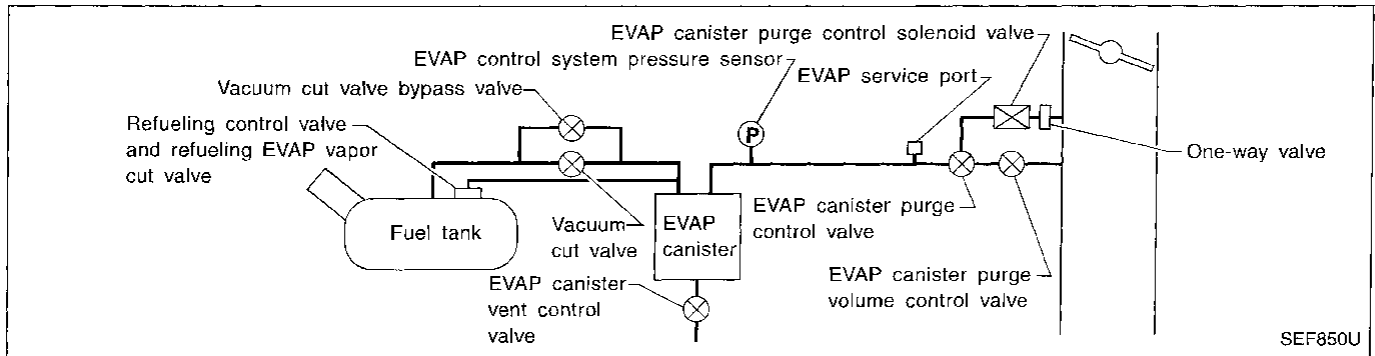 EVAP canister purge control solenoid valve
EVAP control system pressure sensor
EVAP service port
Vacuum cut valve bypass valve
Refueling control valve
and refueling EVAP vapor
cut valve
P
One-way valve
Fuel tank
Vacuum
cut valve
EVAP
canister
EVAP canister purge
control valve
EVAP canister
vent control
valve
EVAP canister purge
volume control valve
SEF850U